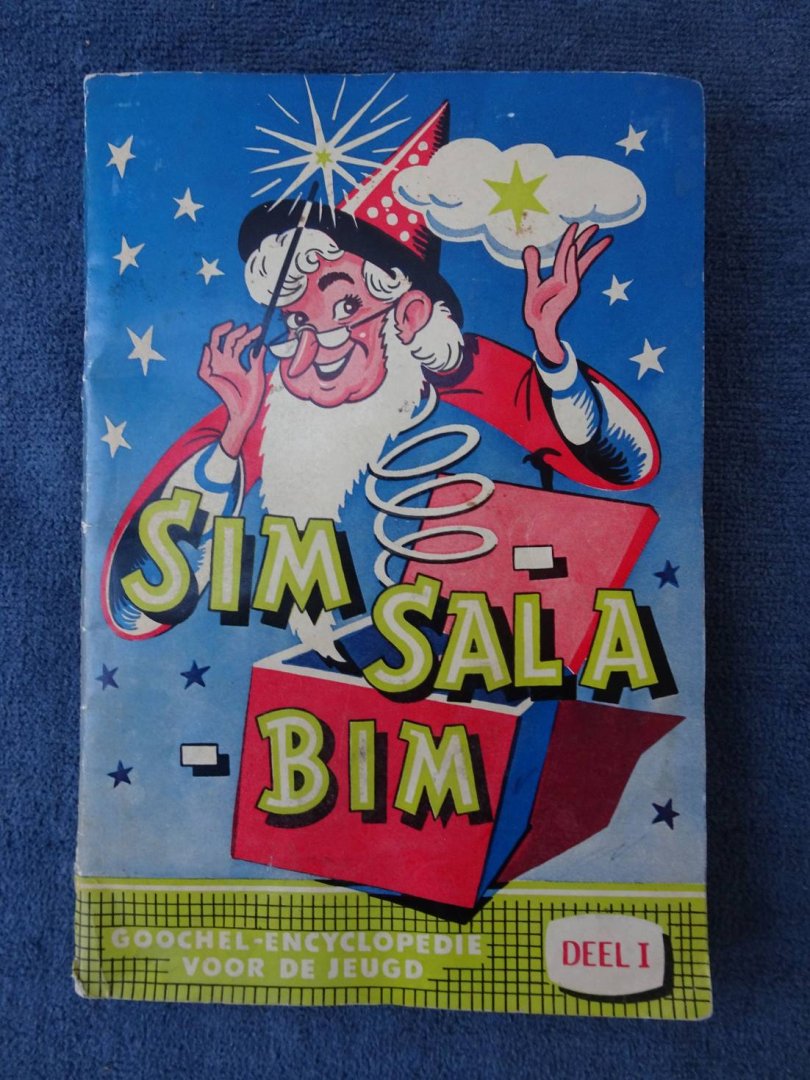 SIM
- SALA
- BIM
GOOCHEL-ENCYCLOPEDIE
VOOR DE JEUGD
DEEL I